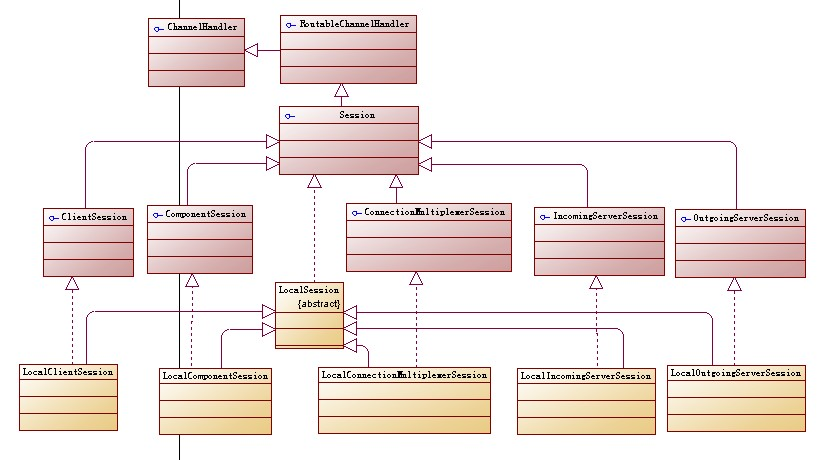 ChannelHandler
RoutableChannelHandler
Session
ClientSession
ComponentSession
ConnectionMultiplexerSession
IncomingServerSession
OutgoingServerSession
LocalSession
{abstract}
LocalClientSession
LocalComponentSession
LocalConnectionMultiplexerSession
LocalIncomingServerSession
LocalOutgoingServerSession